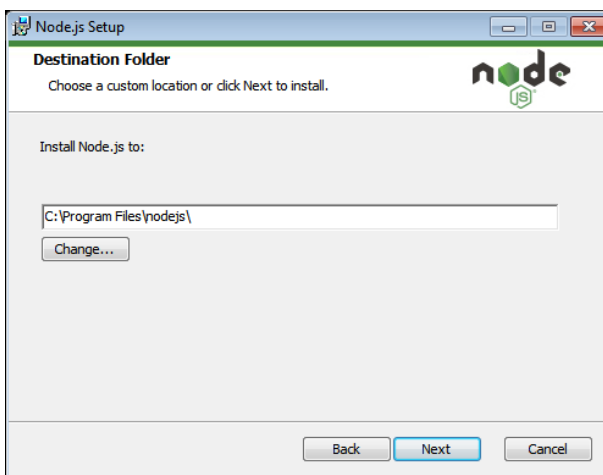 Node.js Setup
Destination Folder
Choose a custom location or click Next to install.
node
JS
Install Node.js to:
C:\Program Files\nodejs\
Change...
Back Next Cancel